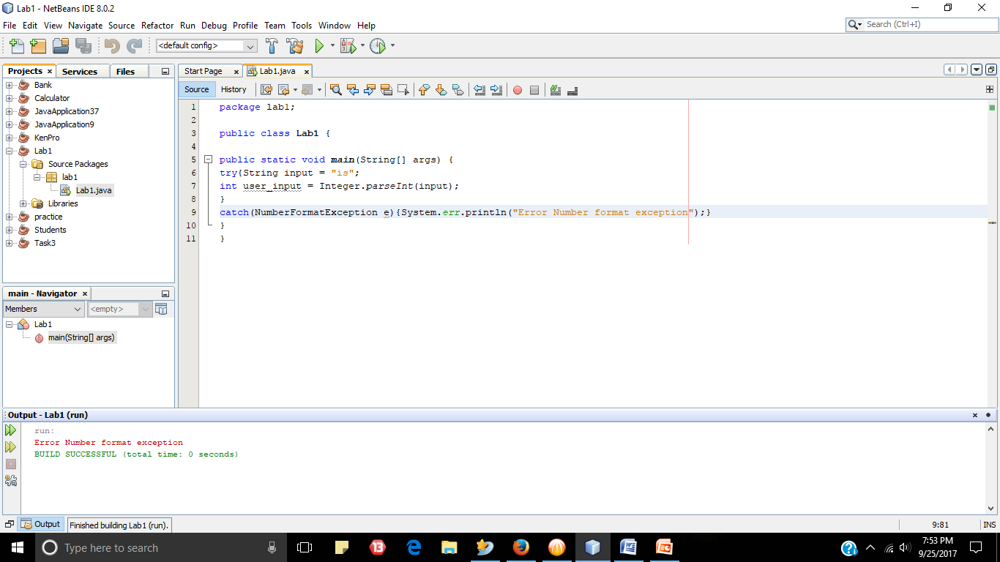 Lab1 - NetBeans IDE 8.0.2
File Edit View Navigate Source Refactor Run Debug Profile Team Tools Window Help
Search (Ctrl+I)
<default config>
Projects × Services Files
Start Page × Lab1.java ×
Source History
Bank
Calculator
JavaApplication37
JavaApplication9
KenPro
Lab1
Source Packages
lab1
Lab1.java
Libraries
practice
Students
Task3
1 package lab1;
2
3 public class Lab1 {
4
5 public static void main(String[] args) {
6 try{String input = "is";
7 int user_input = Integer.parseInt(input);
8 }
9 catch(NumberFormatException e){System.err.println("Error Number format exception");}
10 }
11 }
main - Navigator ×
Members <empty>
Lab1
main(String[] args)
Output - Lab1 (run)
run:
Error Number format exception
BUILD SUCCESSFUL (total time: 0 seconds)
Output Finished building Lab1 (run).
9:81 INS
Type here to search
13
7:53 PM
9/25/2017